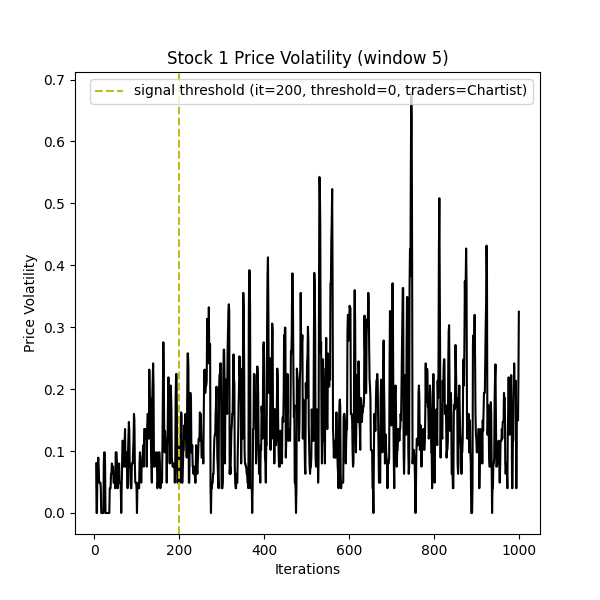 Stock 1 Price Volatility (window 5)
signal threshold (it=200, threshold=0, traders=Chartist)
Price Volatility
0.7
0.6
0.5
0.4
0.3
0.2
0.1
0.0
0 200 400 600 800 1000
Iterations